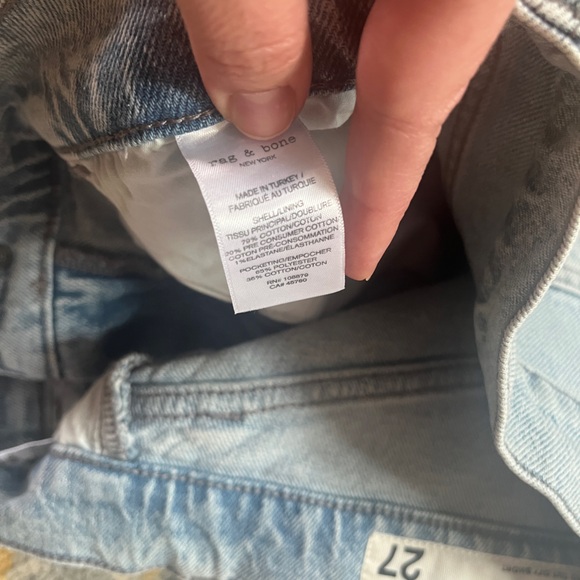 rag & bone
NEW YORK
MADE IN TURKEY /
FABRIQUÉ AU TURQUIE
SHELL/LINING
TISSU PRINCIPAL/DOUBLURE
79% COTTON/COTON
20% PRE CONSUMER COTTON
COTON PRÉ-CONSOMMATION
1% ELASTANE/ÉLASTHANNE
POCKETING/EMPOCHER
65% POLYESTER
35% COTTON/COTON
RN# 108879
CA# 45760
27